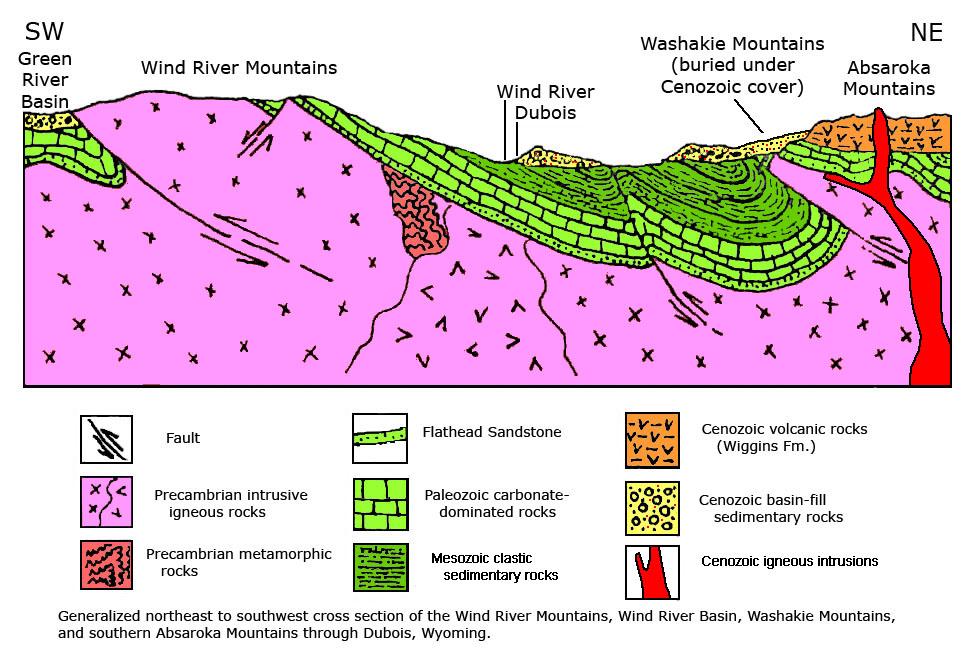 SW
NE
Green
River
Basin
Wind River Mountains
Wind River
Dubois
Washakie Mountains
(buried under
Cenozoic cover)
Absaroka
Mountains
Fault
Flathead Sandstone
Cenozoic volcanic rocks
(Wiggins Fm.)
Precambrian intrusive
igneous rocks
Paleozoic carbonate-
dominated rocks
Cenozoic basin-fill
sedimentary rocks
Precambrian metamorphic
rocks
Mesozoic clastic
sedimentary rocks
Cenozoic igneous intrusions
Generalized northeast to southwest cross section of the Wind River Mountains, Wind River Basin, Washakie Mountains,
and southern Absaroka Mountains through Dubois, Wyoming.